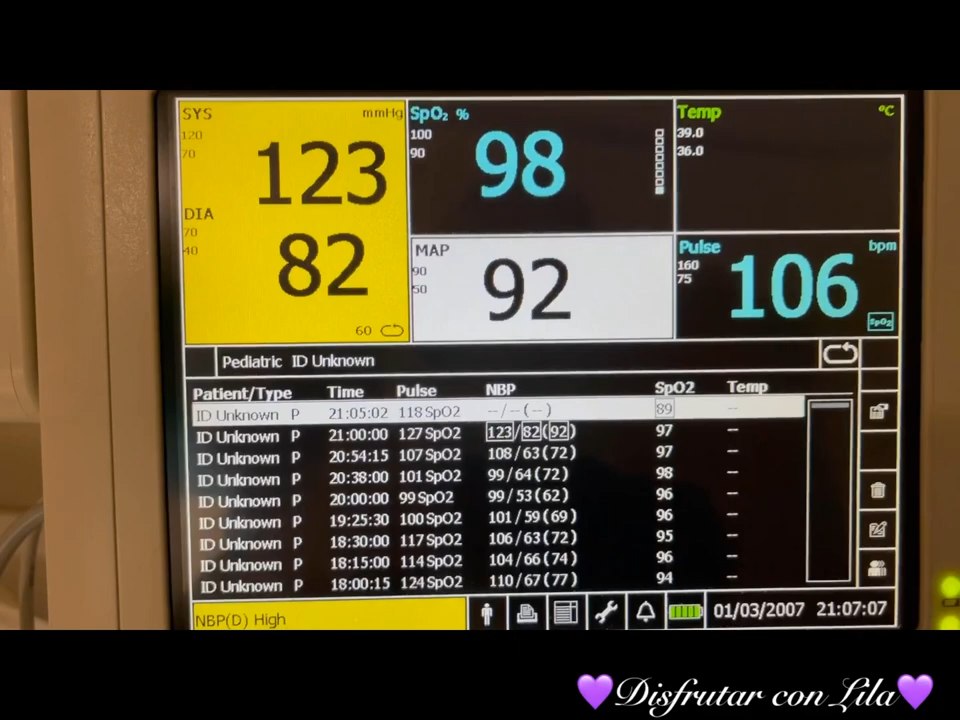 SYS mmHg
120
70
123
DIA
70
40
82
60
SpO₂ %
100
90
98
Temp °C
39.0
36.0
MAP
90
50
92
Pulse bpm
160
75
106
SpO₂
Pediatric ID Unknown
Patient/Type Time Pulse NBP SpO2 Temp
ID Unknown P 21:05:02 118 SpO2 --/--(--) 89 --
ID Unknown P 21:00:00 127 SpO2 123/82(92) 97 --
ID Unknown P 20:54:15 107 SpO2 108/63(72) 97 --
ID Unknown P 20:38:00 101 SpO2 99/64(72) 98 --
ID Unknown P 20:00:00 99 SpO2 99/53(62) 96 --
ID Unknown P 19:25:30 100 SpO2 101/59(69) 96 --
ID Unknown P 18:30:00 117 SpO2 106/63(72) 95 --
ID Unknown P 18:15:00 114 SpO2 104/66(74) 96 --
ID Unknown P 18:00:15 124 SpO2 110/67(77) 94 --
NBP(D) High 01/03/2007 21:07:07
💜Disfrutar con Lila💜